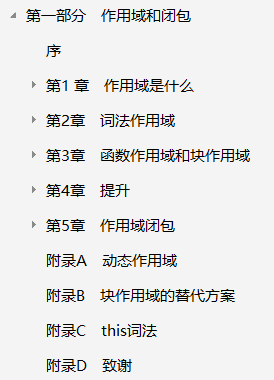 第一部分 作用域和闭包
序
第1 章 作用域是什么
第2章 词法作用域
第3章 函数作用域和块作用域
第4章 提升
第5章 作用域闭包
附录A 动态作用域
附录B 块作用域的替代方案
附录C this词法
附录D 致谢